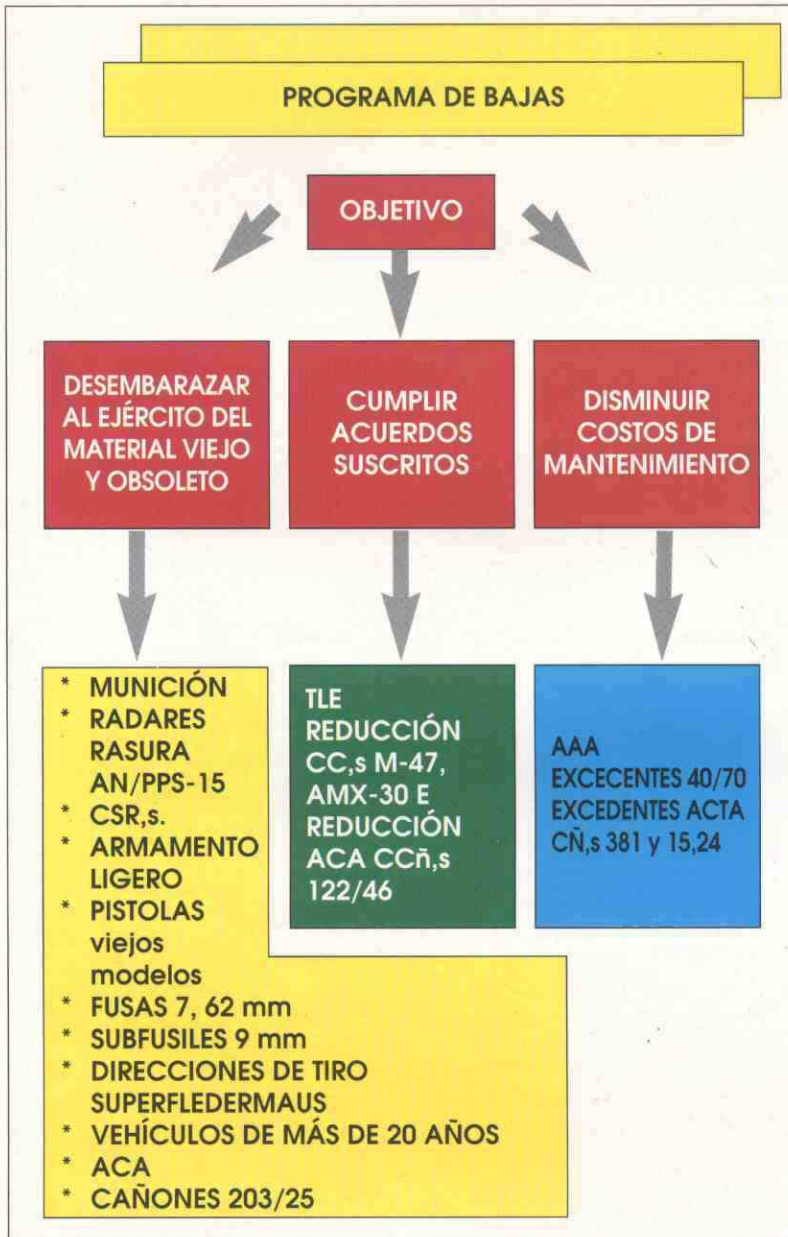 PROGRAMA DE BAJAS
OBJETIVO
DESEMBARAZAR
AL EJÉRCITO DEL
MATERIAL VIEJO
Y OBSOLETO
CUMPLIR
ACUERDOS
SUSCRITOS
DISMINUIR
COSTOS DE
MANTENIMIENTO
* MUNICIÓN
* RADARES
RASURA
AN/PPS-15
* CSR,s.
* ARMAMENTO
LIGERO
* PISTOLAS
viejos
modelos
* FUSAS 7, 62 mm
* SUBFUSILES 9 mm
* DIRECCIONES DE TIRO
SUPERFLEDERMAUS
* VEHÍCULOS DE MÁS DE 20 AÑOS
* ACA
* CAÑONES 203/25
TLE
REDUCCIÓN
CC,s M-47,
AMX-30 E
REDUCCIÓN
ACA CCñ,s
122/46
AAA
EXCECENTES 40/70
EXCEDENTES ACTA
CÑ,s 381 y 15,24